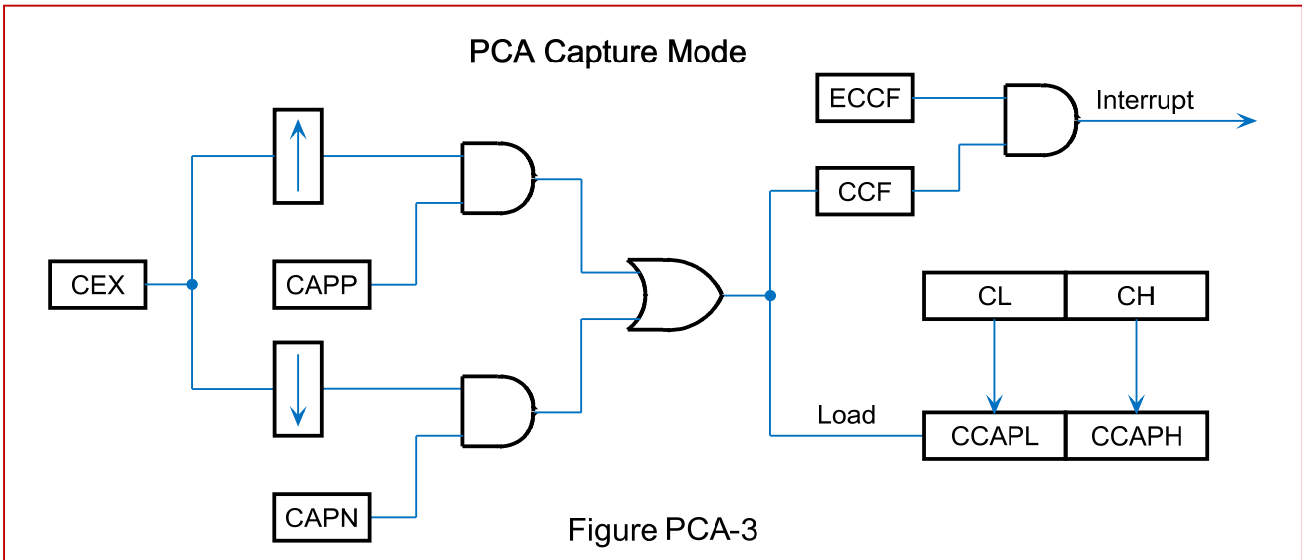 PCA Capture Mode
ECCF
Interrupt
CCF
CEX
CAPP
CL
CH
Load
CCAPL
CCAPH
CAPN
Figure PCA-3